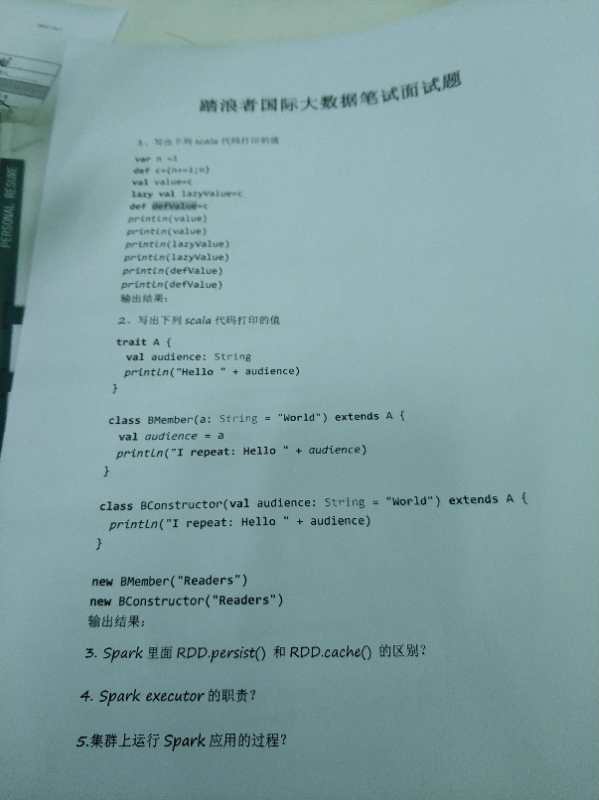 PERSONAL RESUME
踏浪者国际大数据笔试面试题
1、写出下列 scala 代码打印的值
var n =1
def c={n+=1;n}
val value=c
lazy val lazyValue=c
def defValue=c
println(value)
println(value)
println(lazyValue)
println(lazyValue)
println(defValue)
println(defValue)
输出结果：
2、写出下列 scala 代码打印的值
trait A {
val audience: String
println("Hello " + audience)
}
class BMember(a: String = "World") extends A {
val audience = a
println("I repeat: Hello " + audience)
}
class BConstructor(val audience: String = "World") extends A {
println("I repeat: Hello " + audience)
}
new BMember("Readers")
new BConstructor("Readers")
输出结果：
3. Spark 里面 RDD.persist() 和 RDD.cache() 的区别？
4. Spark executor 的职责？
5.集群上运行 Spark 应用的过程？